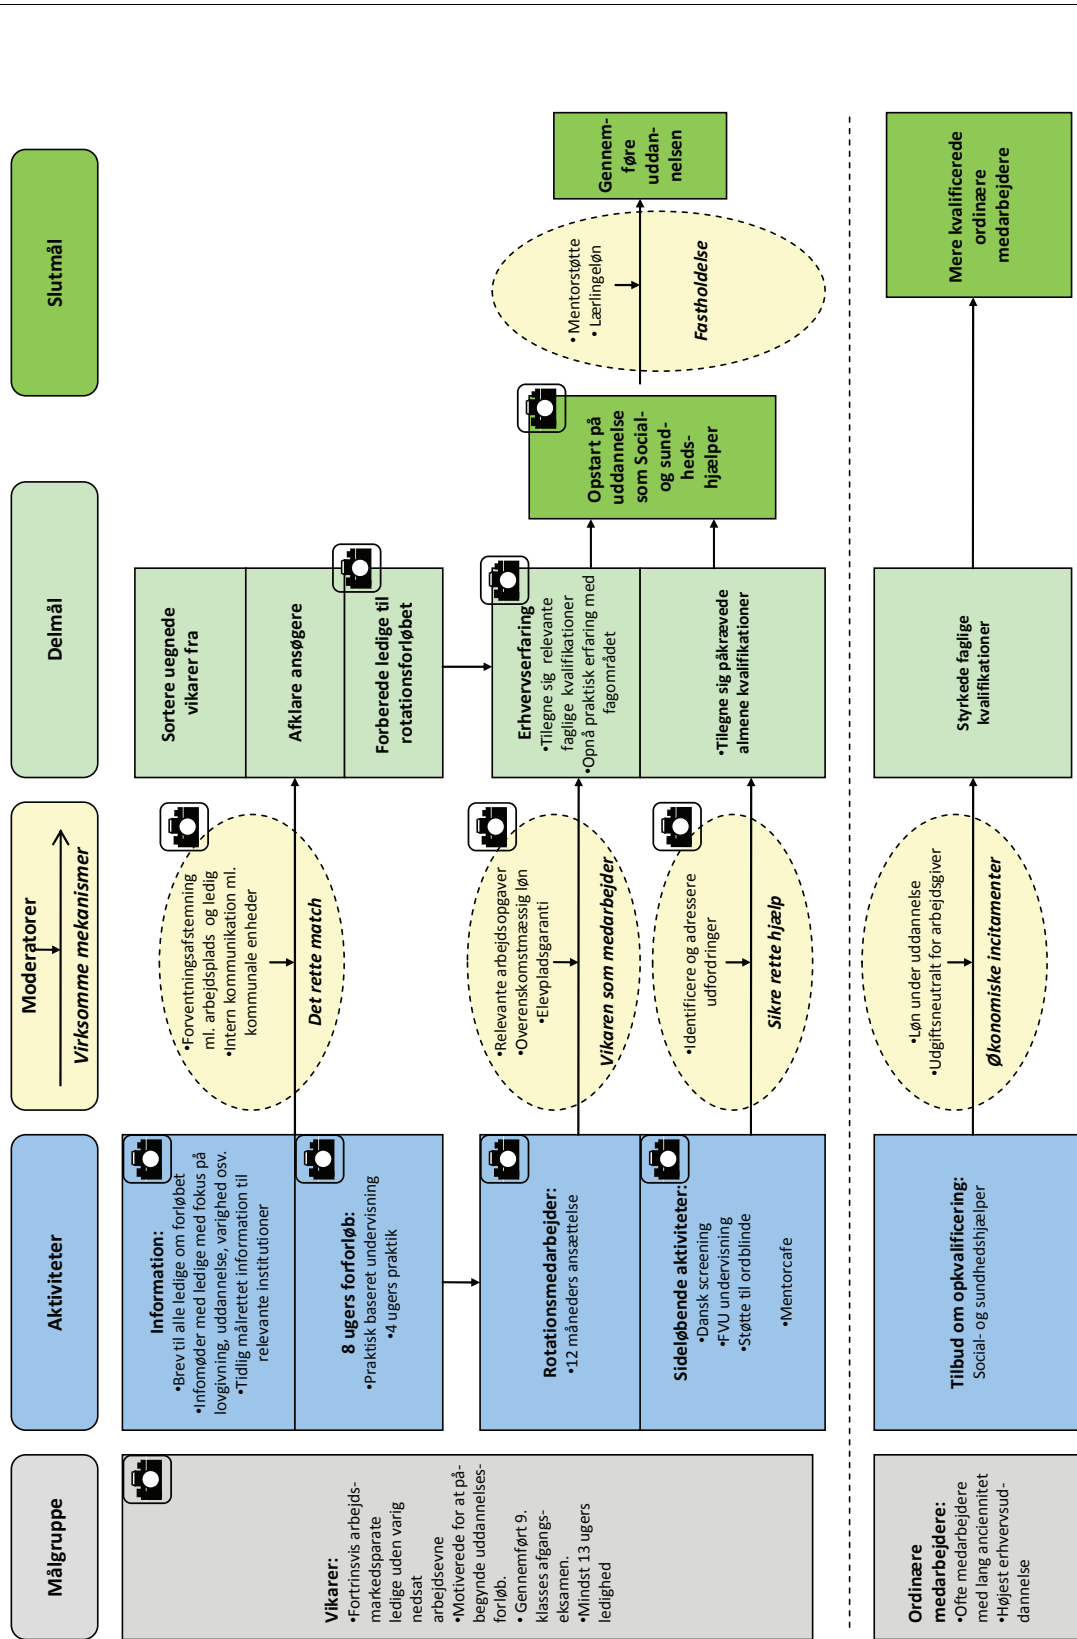 Målgruppe
Aktiviteter
Moderatorer
Virksomme mekanismer
Delmål
Slutmål
Vikarer:
•Fortrinsvis arbejds-
markedsparate
ledige uden varig
nedsat
arbejdsevne
•Motiverede for at på-
begynde uddannelses-
forløb.
• Gennemført 9.
klasses afgangs-
eksamen.
•Mindst 13 ugers
ledighed
Information:
•Brev til alle ledige om forløbet
•Infomøder med ledige med fokus på
lovgivning, uddannelse, varighed osv.
•Tidlig målrettet information til
relevante institutioner
8 ugers forforløb:
•Praktisk baseret undervisning
•4 ugers praktik
•Forventningsafstemning
ml. arbejdsplads og ledig
•Intern kommunikation ml.
kommunale enheder
Det rette match
Sortere uegnede
vikarer fra
Afklare ansøgere
Forberede ledige til
rotationsforløbet
Rotationsmedarbejder:
•12 måneders ansættelse
Sideløbende aktiviteter:
•Dansk screening
•FVU undervisning
•Støtte til ordblinde
•Mentorcafe
•Relevante arbejdsopgaver
•Overenskomstmæssig løn
•Elevpladsgaranti
Vikaren som medarbejder
•Identificere og adressere
udfordringer
Sikre rette hjælp
Erhvervserfaring
•Tilegne sig relevante
faglige kvalifikationer
•Opnå praktisk erfaring med
fagområdet
•Tilegne sig påkrævede
almene kvalifikationer
Opstart på
uddannelse
som Social-
og sund-
heds-
hjælper
• Mentorstøtte
• Lærlingeløn
Fastholdelse
Gennem-
føre
uddan-
nelsen
Ordinære
medarbejdere:
•Ofte medarbejdere
med lang anciennitet
•Højest erhvervsud-
dannelse
Tilbud om opkvalificering:
Social- og sundhedshjælper
•Løn under uddannelse
•Udgiftsneutralt for arbejdsgiver
Økonomiske incitamenter
Styrkede faglige
kvalifikationer
Mere kvalificerede
ordinære
medarbejdere